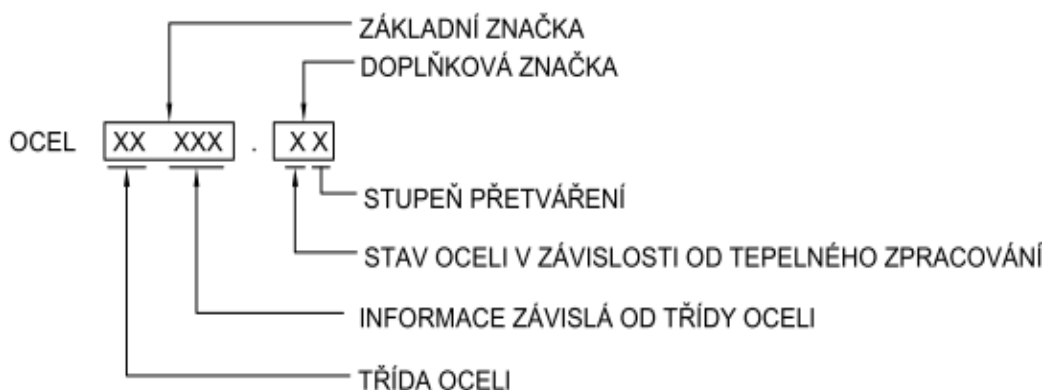 ZÁKLADNÍ ZNAČKA
DOPLŇKOVÁ ZNAČKA
OCEL XX XXX . X X
STUPEŇ PŘETVÁŘENÍ
STAV OCELI V ZÁVISLOSTI OD TEPELNÉHO ZPRACOVÁNÍ
INFORMACE ZÁVISLÁ OD TŘÍDY OCELI
TŘÍDA OCELI